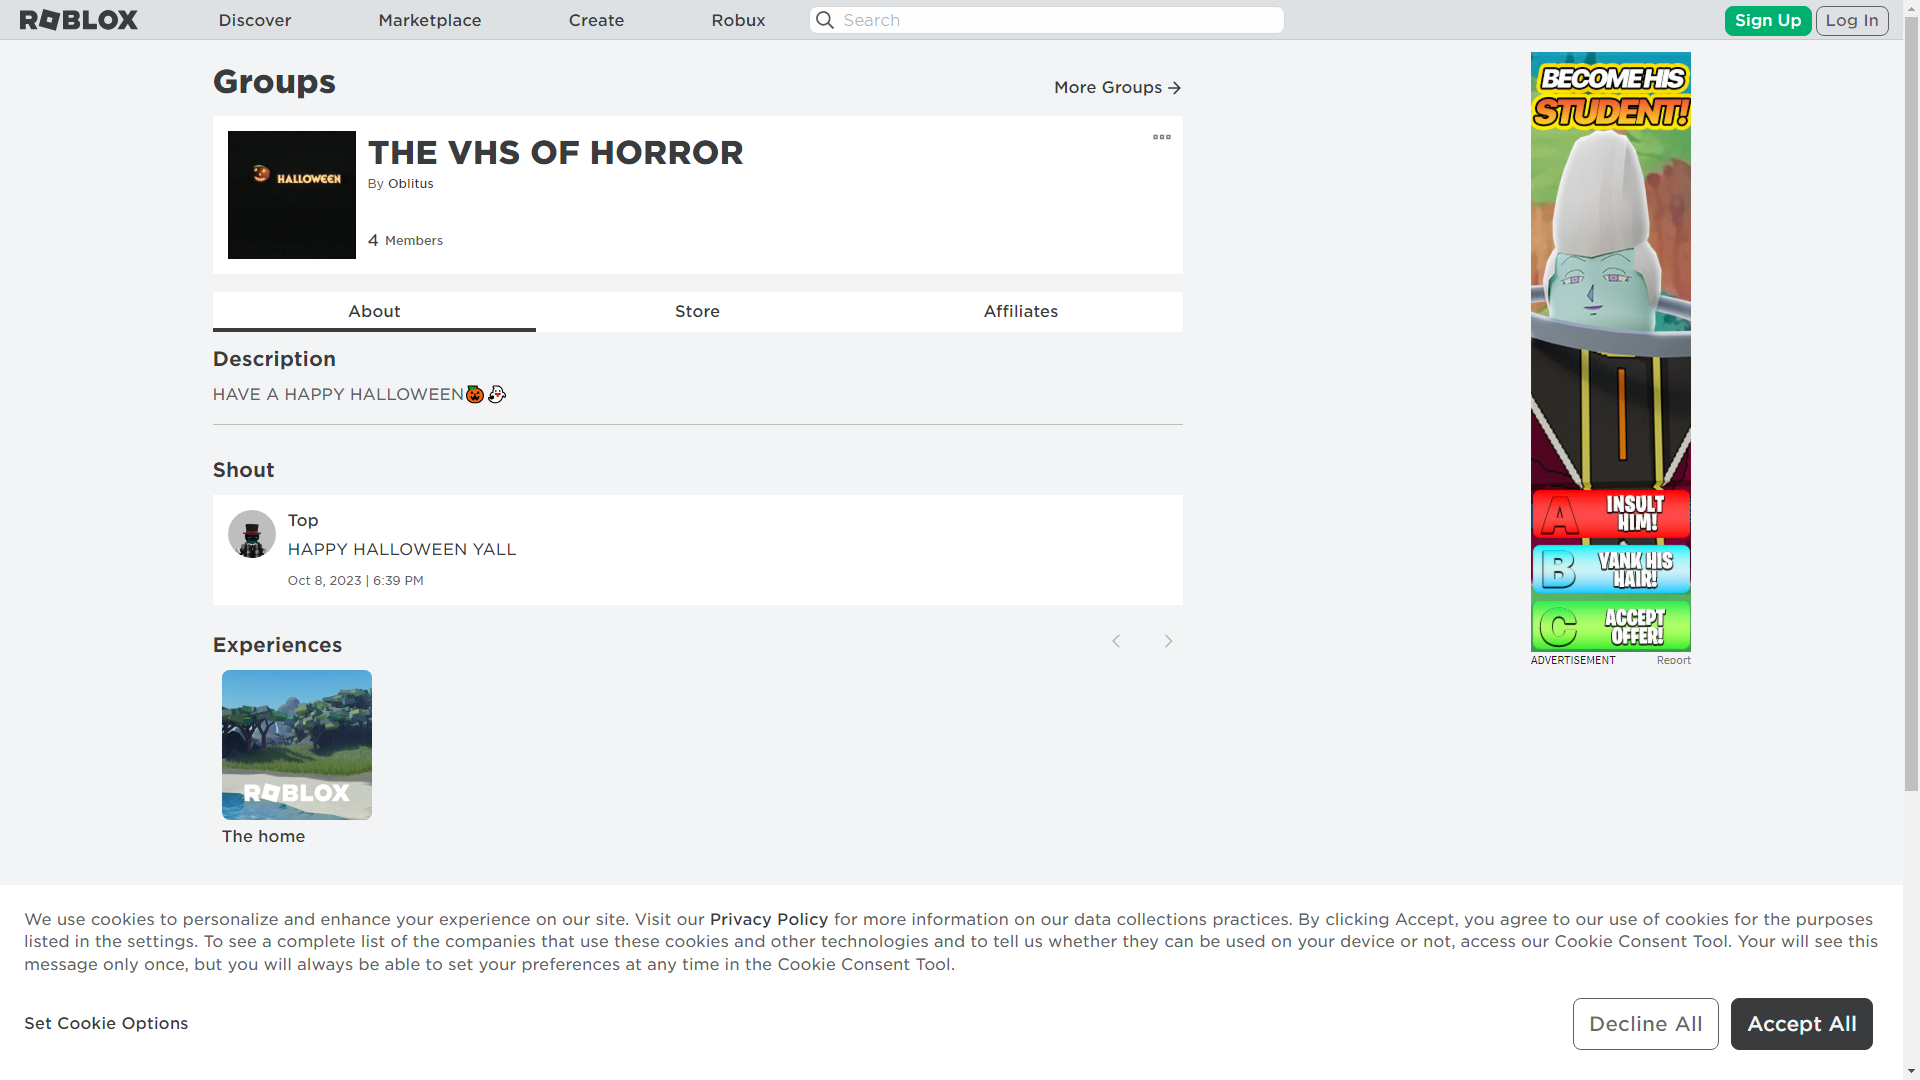 ROBLOX
Discover
Marketplace
Create
Robux
Search
Sign Up
Log In
Groups
More Groups
HALLOWEEN
THE VHS OF HORROR
By Oblitus
4 Members
About
Store
Affiliates
Description
HAVE A HAPPY HALLOWEEN🎃👻
Shout
Top
HAPPY HALLOWEEN YALL
Oct 8, 2023 | 6:39 PM
Experiences
ROBLOX
The home
BECOME HIS
STUDENT!
A INSULT
HIM!
B YANK HIS
HAIR!
C ACCEPT
OFFER!
ADVERTISEMENT
Report
We use cookies to personalize and enhance your experience on our site. Visit our Privacy Policy for more information on our data collections practices. By clicking Accept, you agree to our use of cookies for the purposes
listed in the settings. To see a complete list of the companies that use these cookies and other technologies and to tell us whether they can be used on your device or not, access our Cookie Consent Tool. Your will see this
message only once, but you will always be able to set your preferences at any time in the Cookie Consent Tool.
Set Cookie Options
Decline All
Accept All